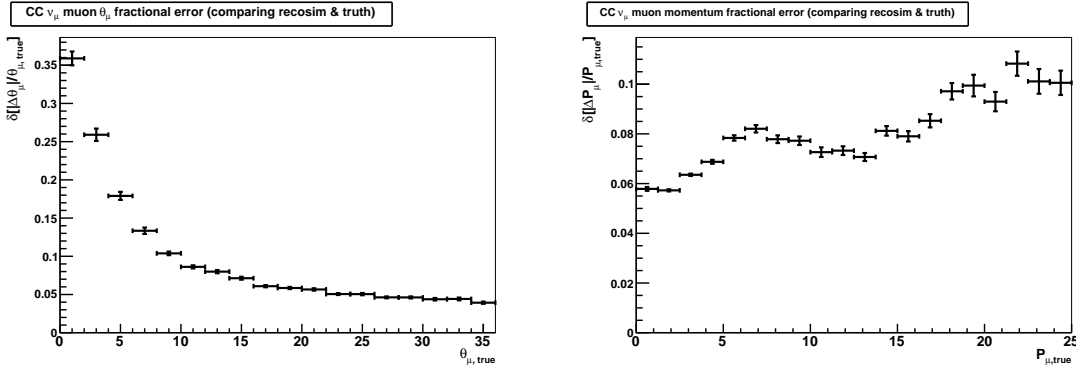 CC ν_μ muon θ_μ fractional error (comparing recosim & truth)
δ[|Δθ_μ|/θ_μ, true]
0.35
0.3
0.25
0.2
0.15
0.1
0.05
0
0 5 10 15 20 25 30 35
θ_μ, true
CC ν_μ muon momentum fractional error (comparing recosim & truth)
δ[|ΔP_μ|/P_μ,true]
0.1
0.08
0.06
0.04
0.02
0
0 5 10 15 20 25
P_μ,true